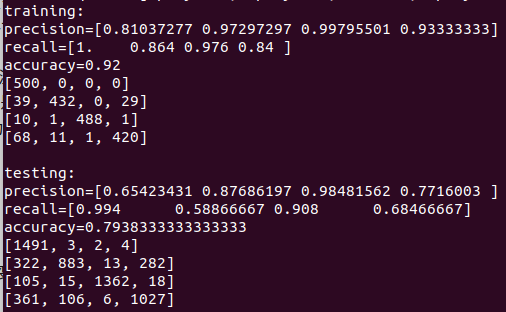 training:
precision=[0.81037277 0.97297297 0.99795501 0.93333333]
recall=[1.    0.864 0.976 0.84 ]
accuracy=0.92
[500, 0, 0, 0]
[39, 432, 0, 29]
[10, 1, 488, 1]
[68, 11, 1, 420]
testing:
precision=[0.65423431 0.87686197 0.98481562 0.7716003 ]
recall=[0.994      0.58866667 0.908      0.68466667]
accuracy=0.7938333333333333
[1491, 3, 2, 4]
[322, 883, 13, 282]
[105, 15, 1362, 18]
[361, 106, 6, 1027]